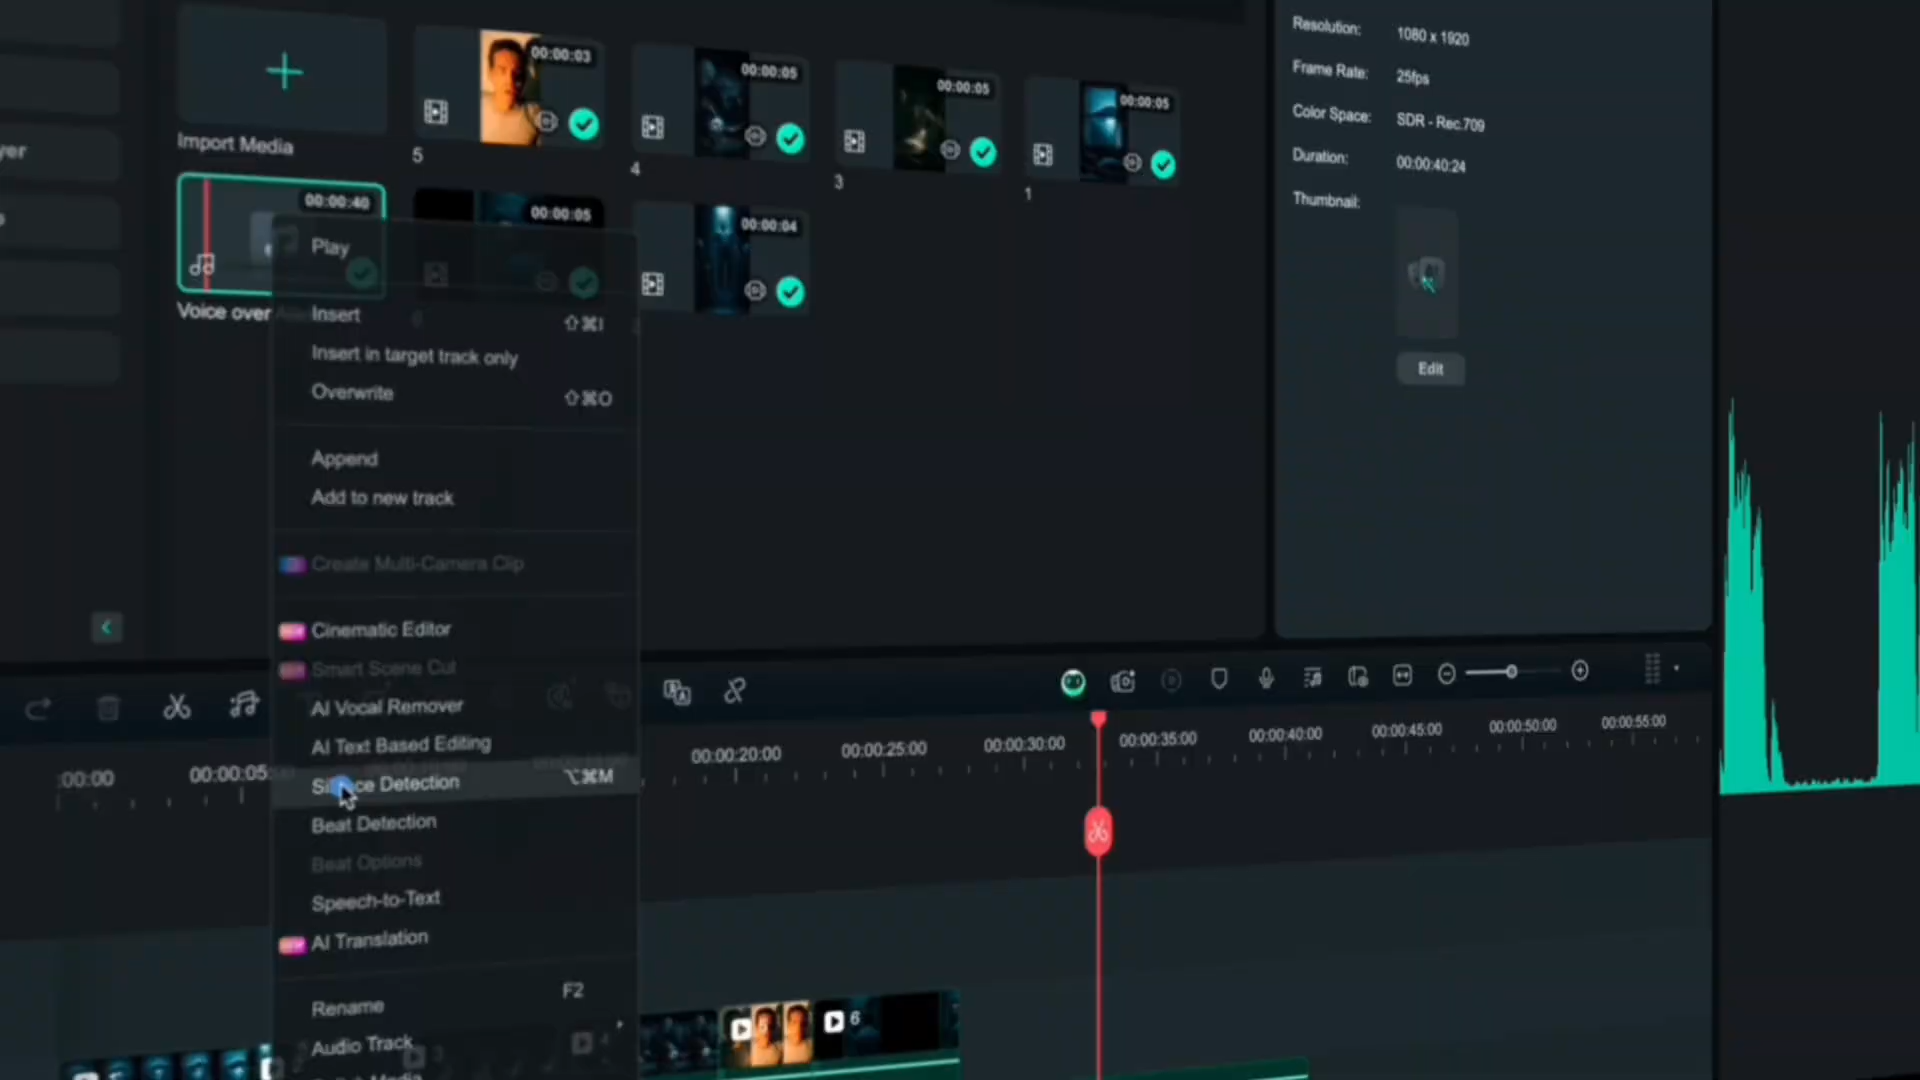 Resolution: 1080 x 1920
Frame Rate: 25fps
Color Space: SDR - Rec.709
Duration: 00:00:40:24
Thumbnail:
Edit
yer
Import Media
00:00:03
5
00:00:05
4
00:00:05
3
00:00:05
1
00:00:40
Voice over
00:00:05
00:00:04
Play
Insert ⇧⌘I
Insert in target track only
Overwrite ⇧⌘O
Append
Add to new track
Create Multi-Camera Clip
Cinematic Editor
Smart Scene Cut
AI Vocal Remover
AI Text Based Editing
Silence Detection ⌥⌘M
Beat Detection
Beat Options
Speech-to-Text
AI Translation
Rename F2
Audio Track
:00:00 00:00:05 00:00:20:00 00:00:25:00 00:00:30:00 00:00:35:00 00:00:40:00 00:00:45:00 00:00:50:00 00:00:55:00
6